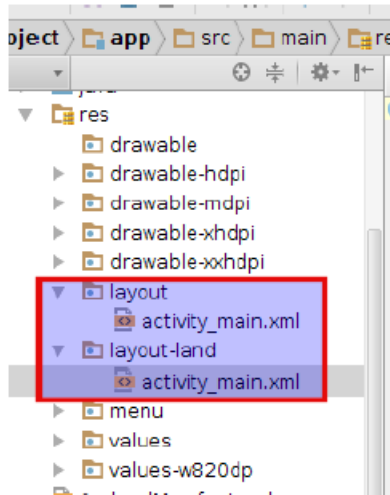 oject app src main re
res
drawable
drawable-hdpi
drawable-mdpi
drawable-xhdpi
drawable-xxhdpi
layout
activity_main.xml
layout-land
activity_main.xml
menu
values
values-w820dp